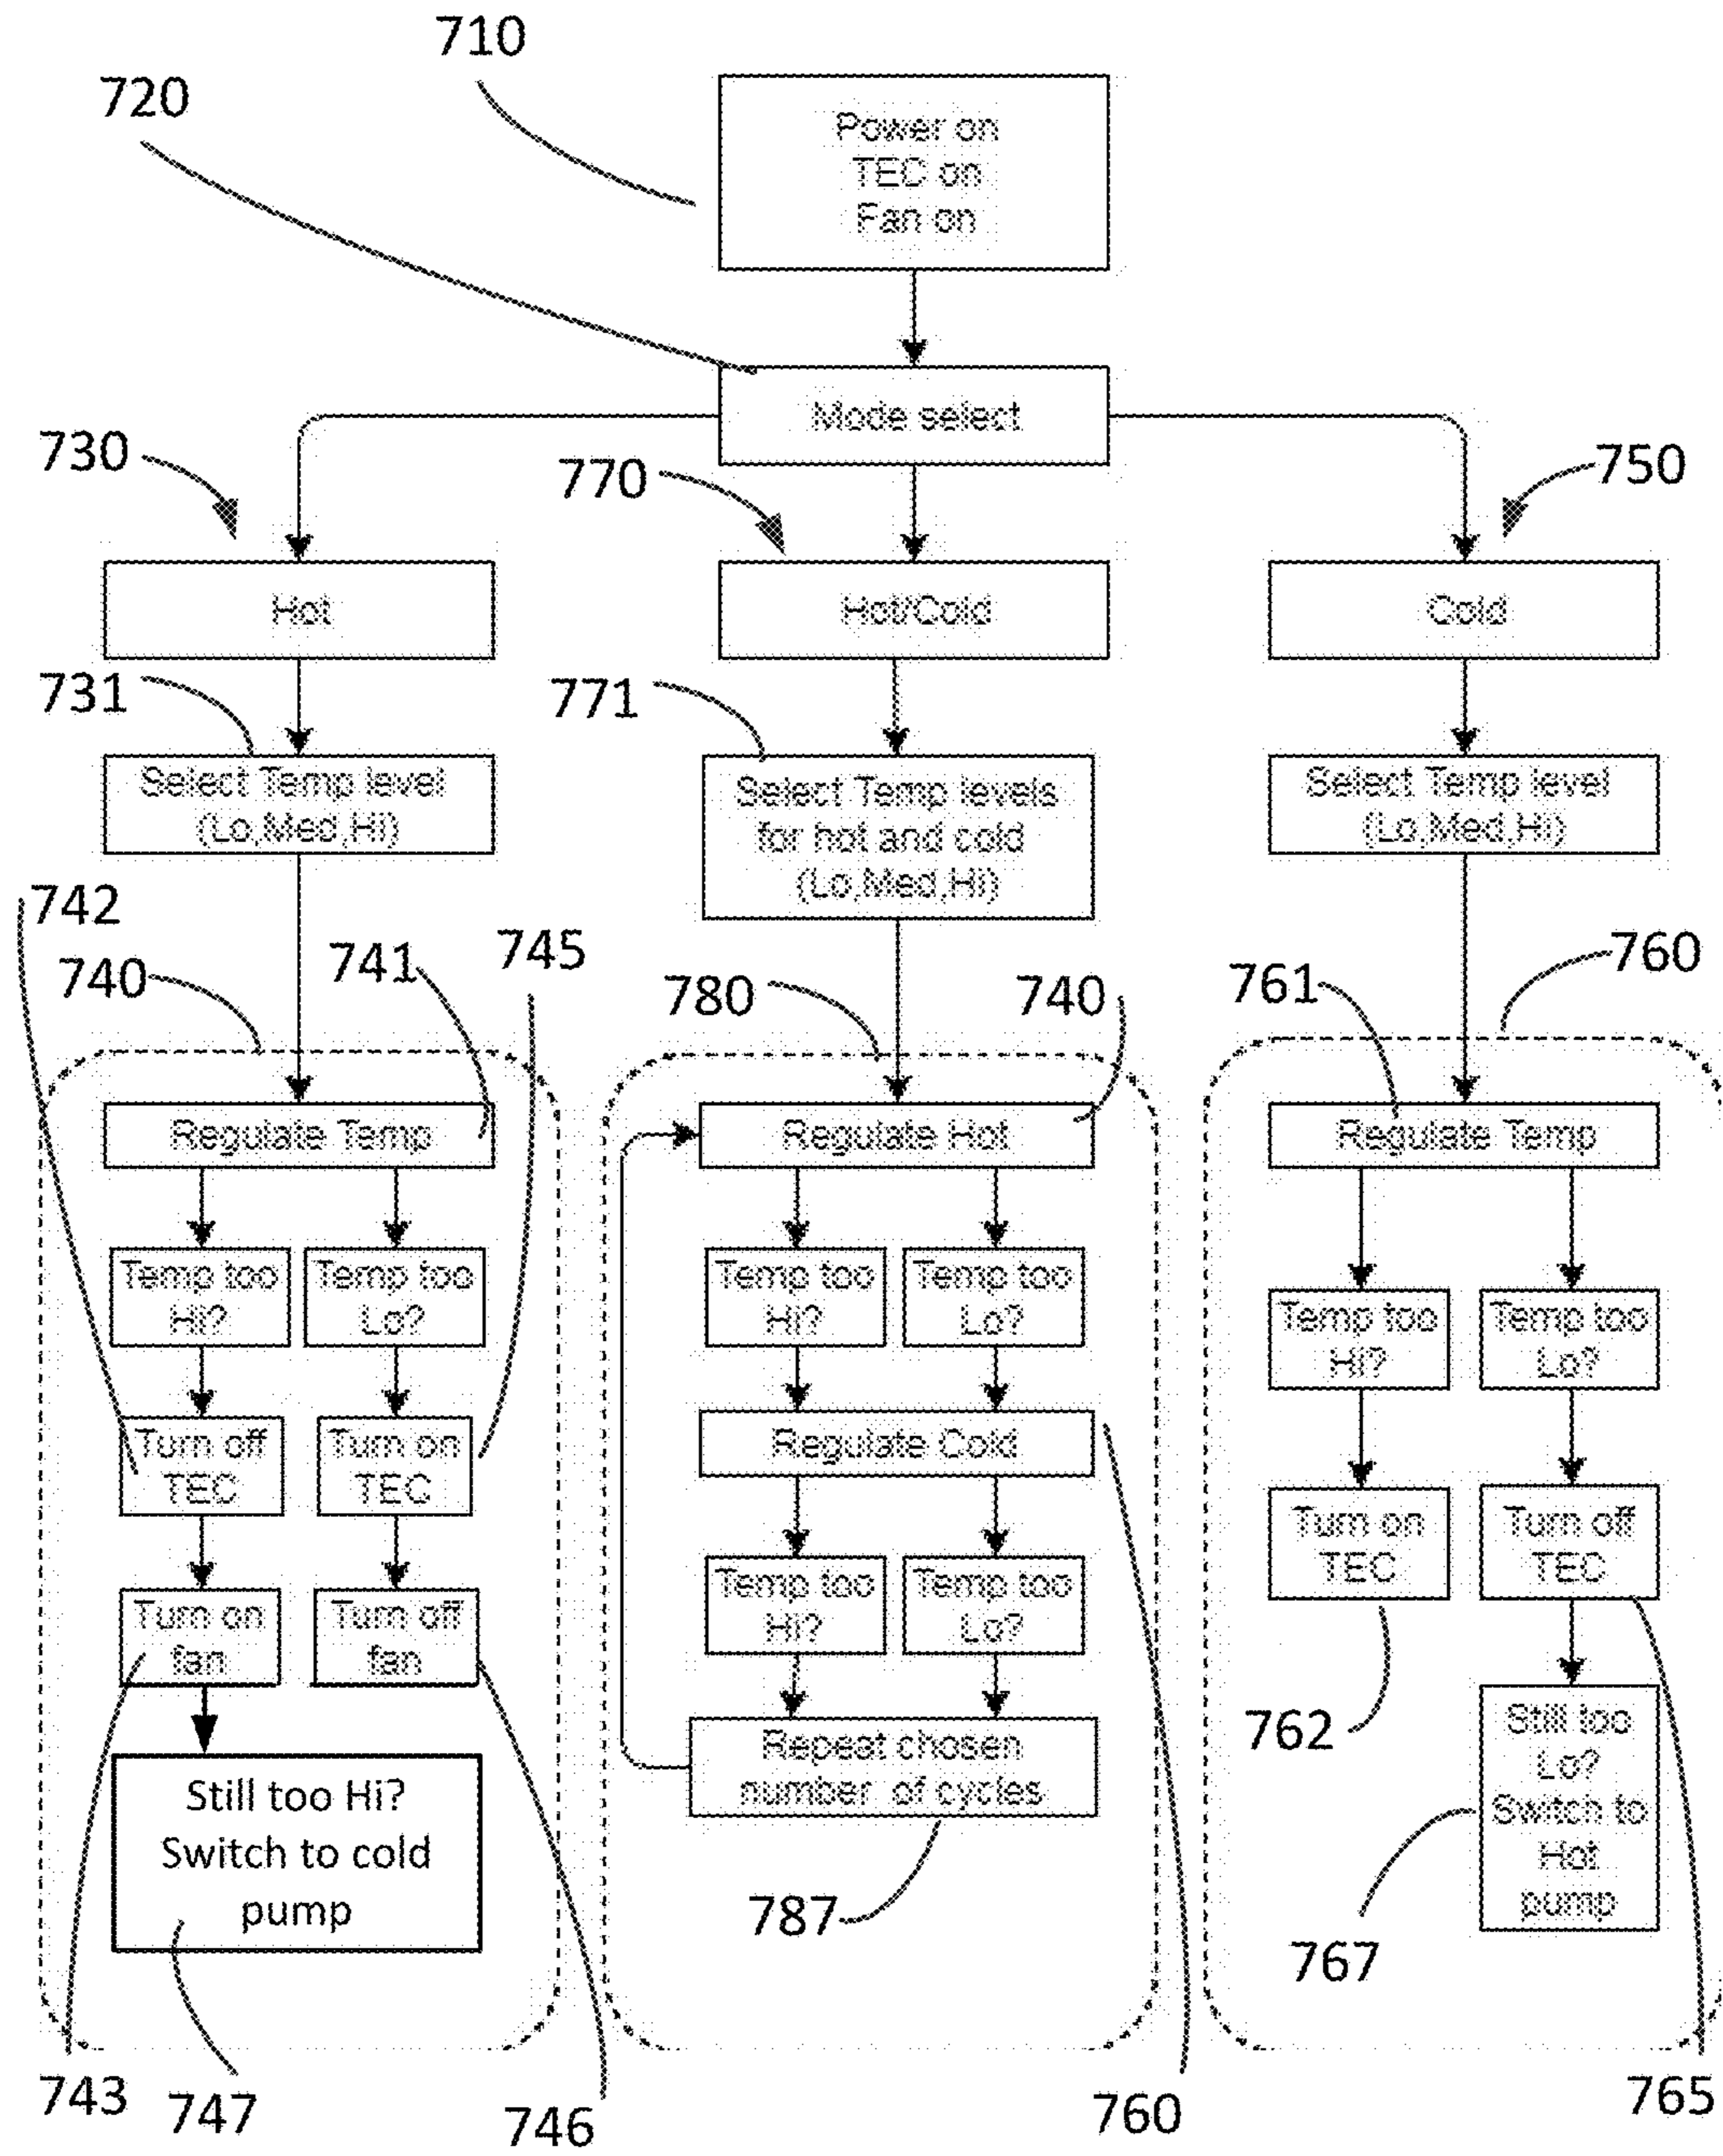 710
720
Power on
TEC on
Fan on
Mode select
730
770
750
Hot
Hot/Cold
Cold
731
771
Select Temp level
(Lo,Med,Hi)
Select Temp levels
for hot and cold
(Lo,Med,Hi)
Select Temp level
(Lo,Med,Hi)
742
740
741
745
780
740
761
760
Regulate Temp
Regulate Hot
Regulate Temp
Temp too
Hi?
Temp too
Lo?
Temp too
Hi?
Temp too
Lo?
Temp too
Hi?
Temp too
Lo?
Turn off
TEC
Turn on
TEC
Regulate Cold
Turn on
TEC
Turn off
TEC
Turn on
fan
Turn off
fan
Temp too
Hi?
Temp too
Lo?
Still too Hi?
Switch to cold
pump
Repeat chosen
number of cycles
762
Still too
Lo?
Switch to
Hot
pump
787
767
743
747
746
760
765